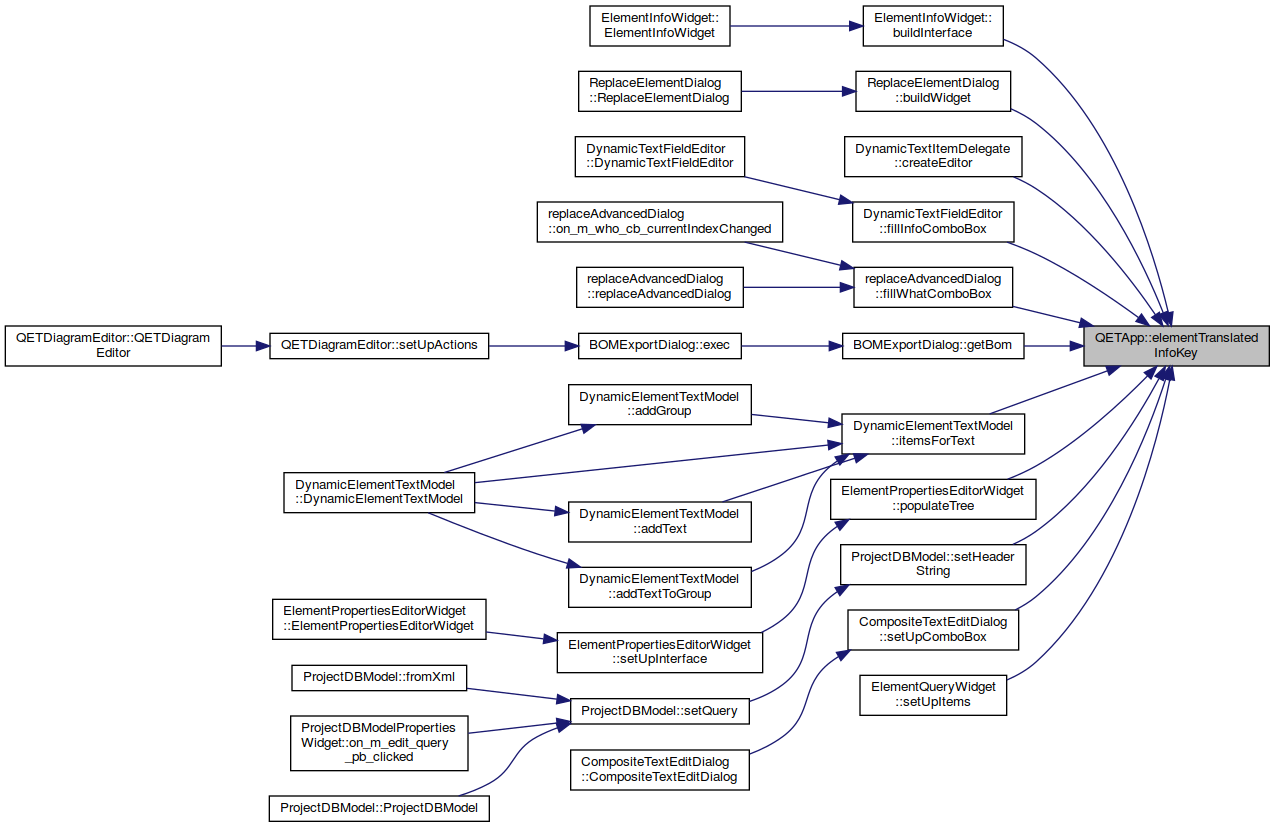 ElementInfoWidget::
ElementInfoWidget
ElementInfoWidget::
buildInterface
ReplaceElementDialog
::ReplaceElementDialog
ReplaceElementDialog
::buildWidget
DynamicTextFieldEditor
::DynamicTextFieldEditor
DynamicTextItemDelegate
::createEditor
replaceAdvancedDialog
::on_m_who_cb_currentIndexChanged
DynamicTextFieldEditor
::fillInfoComboBox
replaceAdvancedDialog
::replaceAdvancedDialog
replaceAdvancedDialog
::fillWhatComboBox
QETDiagramEditor::QETDiagram
Editor
QETDiagramEditor::setUpActions
BOMExportDialog::exec
BOMExportDialog::getBom
QETApp::elementTranslated
InfoKey
DynamicElementTextModel
::addGroup
DynamicElementTextModel
::itemsForText
DynamicElementTextModel
::DynamicElementTextModel
DynamicElementTextModel
::addText
ElementPropertiesEditorWidget
::populateTree
DynamicElementTextModel
::addTextToGroup
ProjectDBModel::setHeader
String
ElementPropertiesEditorWidget
::ElementPropertiesEditorWidget
ElementPropertiesEditorWidget
::setUpInterface
CompositeTextEditDialog
::setUpComboBox
ProjectDBModel::fromXml
ProjectDBModel::setQuery
ElementQueryWidget
::setUpItems
ProjectDBModelProperties
Widget::on_m_edit_query
_pb_clicked
CompositeTextEditDialog
::CompositeTextEditDialog
ProjectDBModel::ProjectDBModel